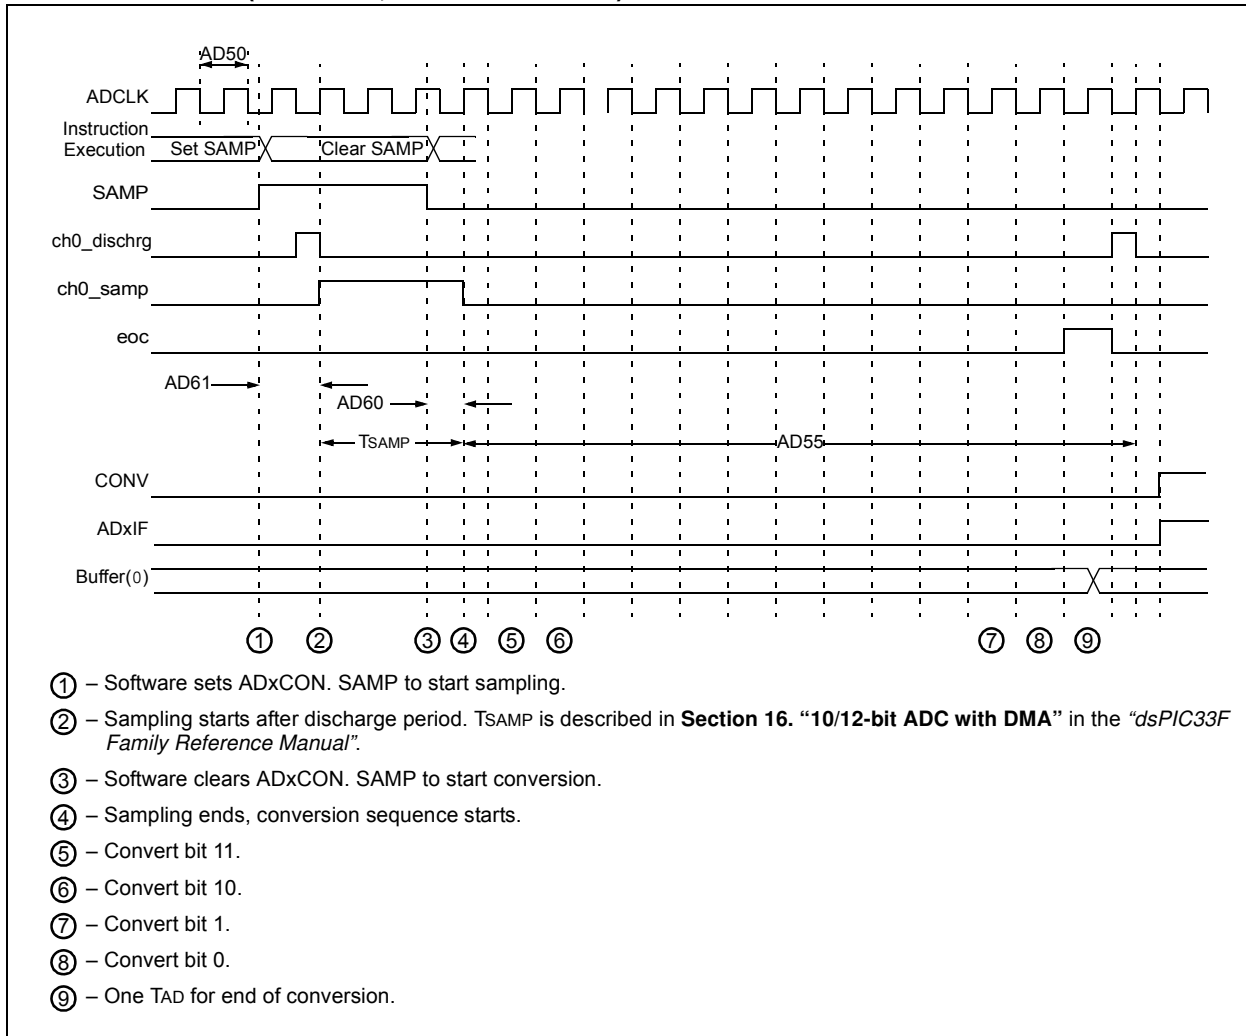 AD50
ADCLK
Instruction
Execution
Set SAMP
Clear SAMP
SAMP
ch0_dischrg
ch0_samp
eoc
AD61
AD60
TSAMP
AD55
CONV
ADxIF
Buffer(0)
1 2 3 4 5 6 7 8 9
1 – Software sets ADxCON. SAMP to start sampling.
2 – Sampling starts after discharge period. TSAMP is described in Section 16. “10/12-bit ADC with DMA” in the “dsPIC33F
Family Reference Manual”.
3 – Software clears ADxCON. SAMP to start conversion.
4 – Sampling ends, conversion sequence starts.
5 – Convert bit 11.
6 – Convert bit 10.
7 – Convert bit 1.
8 – Convert bit 0.
9 – One TAD for end of conversion.